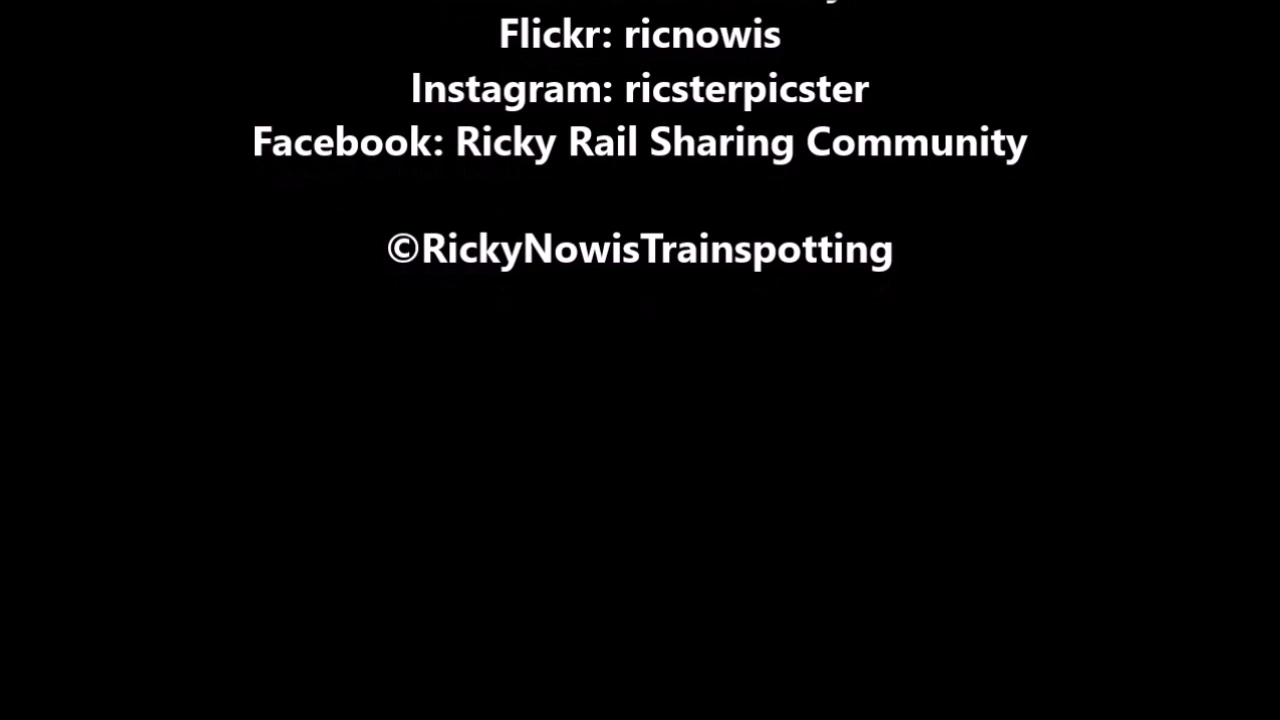 Flickr: ricnowis
Instagram: ricsterpicster
Facebook: Ricky Rail Sharing Community
©RickyNowisTrainspotting